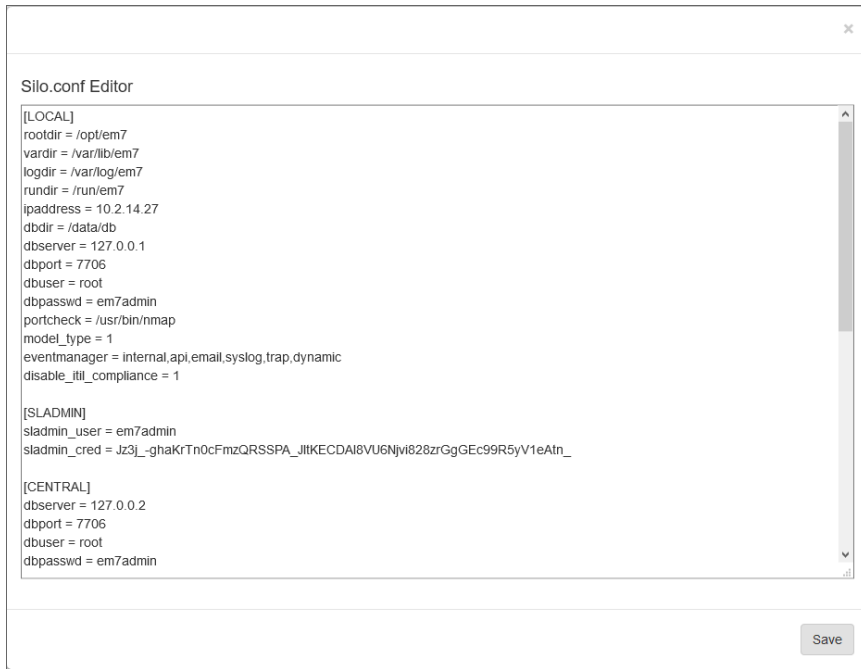 ×
Silo.conf Editor
[LOCAL]
rootdir = /opt/em7
vardir = /var/lib/em7
logdir = /var/log/em7
rundir = /run/em7
ipaddress = 10.2.14.27
dbdir = /data/db
dbserver = 127.0.0.1
dbport = 7706
dbuser = root
dbpasswd = em7admin
portcheck = /usr/bin/nmap
model_type = 1
eventmanager = internal,api,email,syslog,trap,dynamic
disable_itil_compliance = 1

[SLADMIN]
sladmin_user = em7admin
sladmin_cred = Jz3j_-ghaKrTn0cFmzQRSSPA_JltKECDAl8VU6Njvi828zrGgGEc99R5yV1eAtn_

[CENTRAL]
dbserver = 127.0.0.2
dbport = 7706
dbuser = root
dbpasswd = em7admin
Save